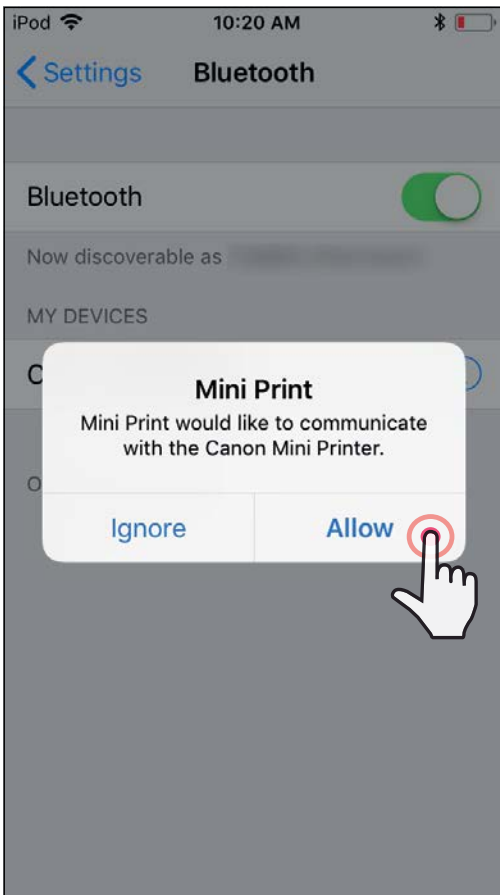 iPod 10:20 AM
Settings Bluetooth
Bluetooth
Now discoverable as
MY DEVICES
C
Mini Print
Mini Print would like to communicate
with the Canon Mini Printer.
O
Ignore Allow